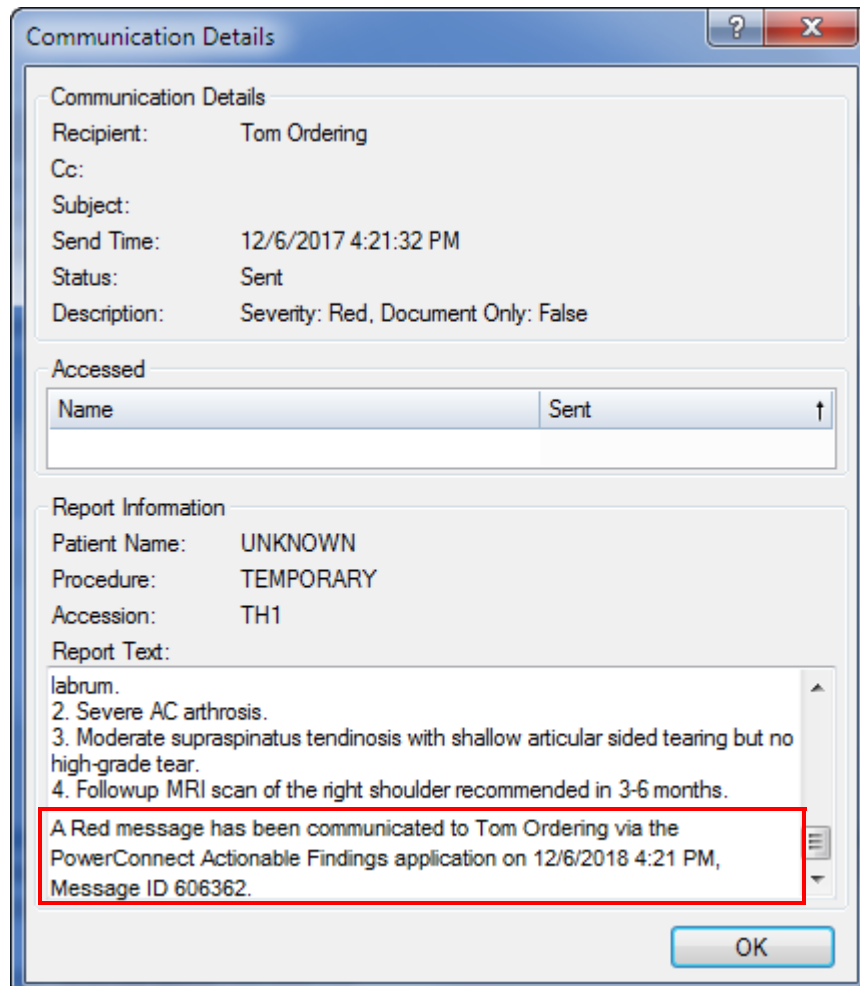 Communication Details
Communication Details
Recipient: Tom Ordering
Cc:
Subject:
Send Time: 12/6/2017 4:21:32 PM
Status: Sent
Description: Severity: Red, Document Only: False
Accessed
Name Sent
Report Information
Patient Name: UNKNOWN
Procedure: TEMPORARY
Accession: TH1
Report Text:
labrum.
2. Severe AC arthrosis.
3. Moderate supraspinatus tendinosis with shallow articular sided tearing but no
high-grade tear.
4. Followup MRI scan of the right shoulder recommended in 3-6 months.
A Red message has been communicated to Tom Ordering via the
PowerConnect Actionable Findings application on 12/6/2018 4:21 PM,
Message ID 606362.
OK